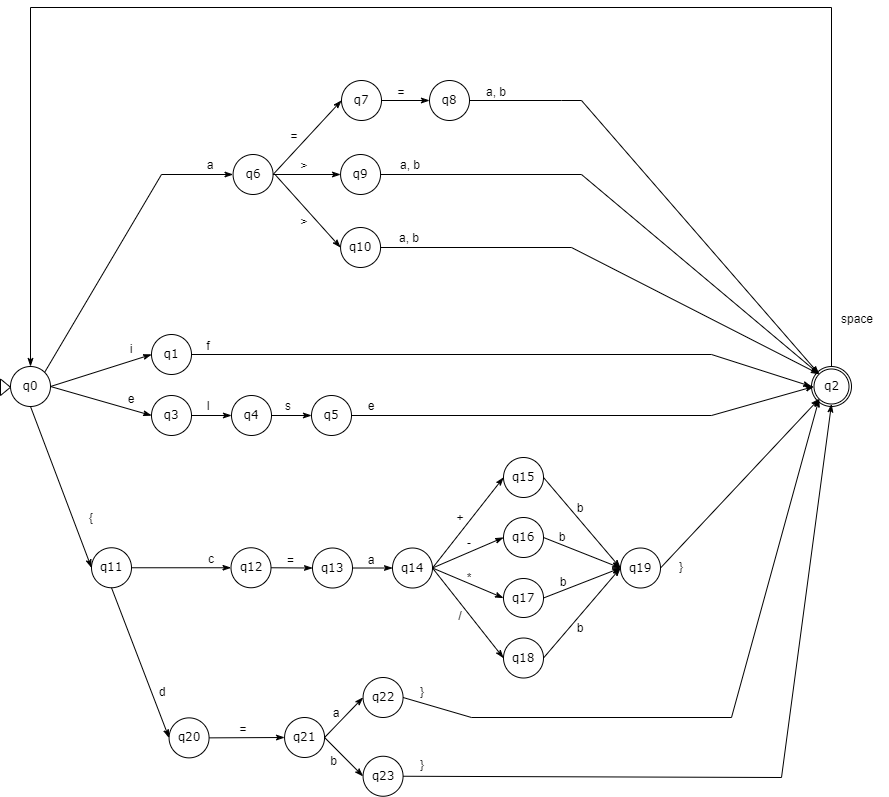 q7
=
q8
a, b
=
a
q6
>
q9
a, b
>
q10
a, b
space
i
q1
f
q0
q2
e
q3
l
q4
s
q5
e
{
q15
+
b
-
q16
b
q11
c
q12
=
q13
a
q14
q19
}
*
q17
b
/
b
q18
d
q22
}
a
q20
=
q21
b
q23
}